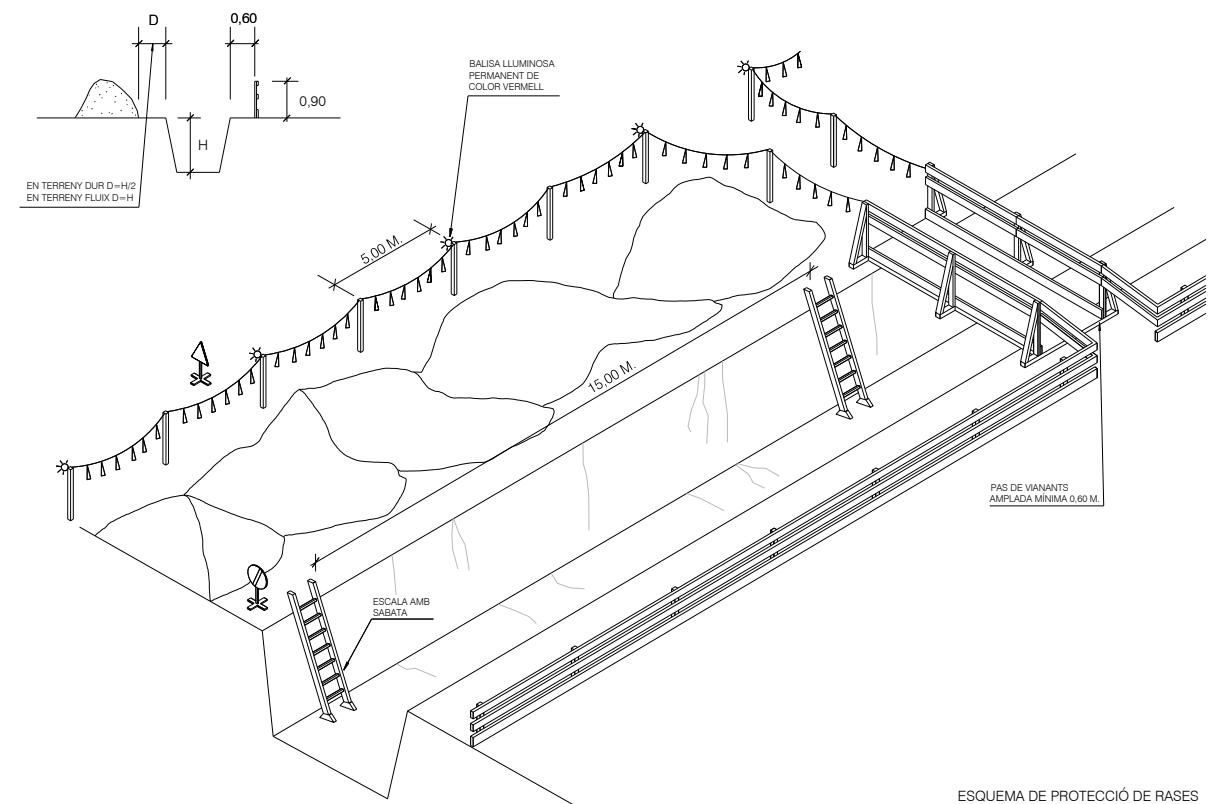 D
0,60
0,90
H
EN TERRENY DUR D=H/2
EN TERRENY FLUIX D=H
BALISA LLUMINOSA
PERMANENT DE
COLOR VERMELL
5,00 M.
15,00 M.
PAS DE VIANANTS
AMPLADA MÍNIMA 0,60 M.
ESCALA AMB
SABATA
ESQUEMA DE PROTECCIÓ DE RASES